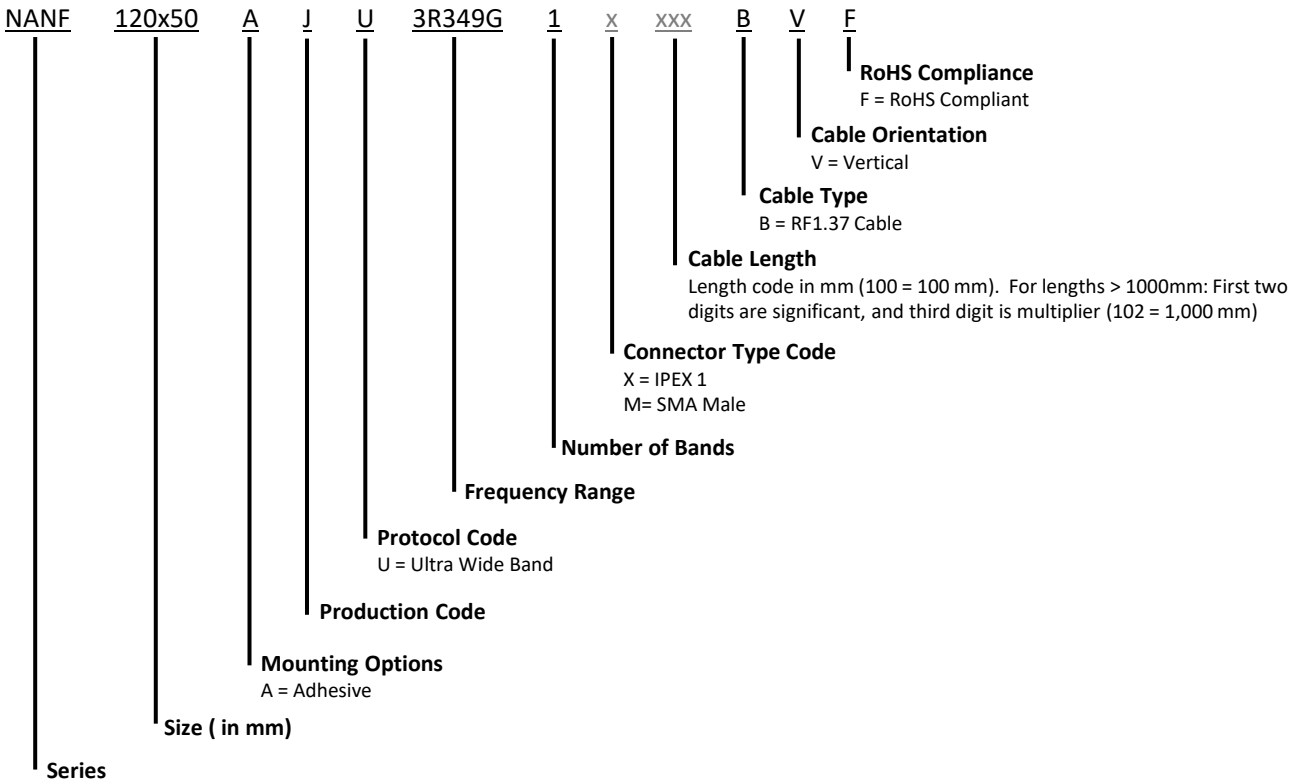 NANF 120x50 A J U 3R349G 1 x xxx B V F
RoHS Compliance
F = RoHS Compliant
Cable Orientation
V = Vertical
Cable Type
B = RF1.37 Cable
Cable Length
Length code in mm (100 = 100 mm).  For lengths > 1000mm: First two
digits are significant, and third digit is multiplier (102 = 1,000 mm)
Connector Type Code
X = IPEX 1
M= SMA Male
Number of Bands
Frequency Range
Protocol Code
U = Ultra Wide Band
Production Code
Mounting Options
A = Adhesive
Size ( in mm)
Series